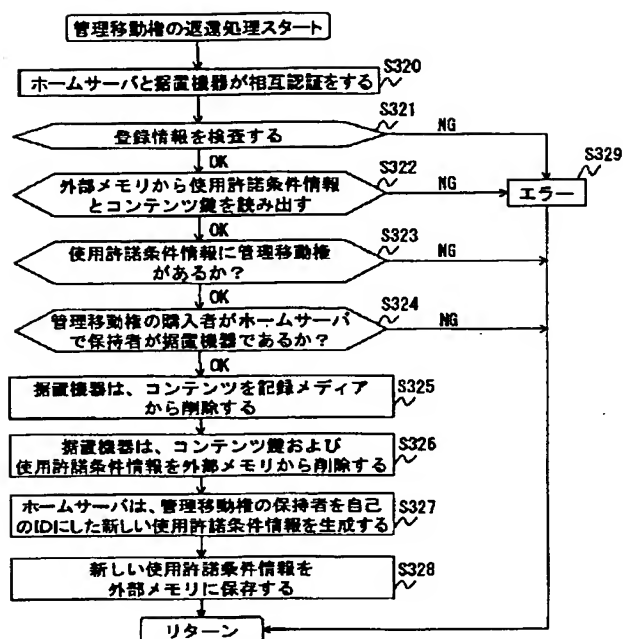 管理移動権の返還処理スタート
S320
ホームサーバと据置機器が相互認証をする
S321
登録情報を検査する
NG
OK
S322
外部メモリから使用許諾条件情報
とコンテンツ鍵を読み出す
NG
S329
エラー
OK
S323
使用許諾条件情報に管理移動権
があるか?
NG
OK
S324
管理移動権の購入者がホームサーバ
で保持者が据置機器であるか?
NG
OK
S325
据置機器は、コンテンツを記録メディア
から削除する
S326
据置機器は、コンテンツ鍵および
使用許諾条件情報を外部メモリから削除する
S327
ホームサーバは、管理移動権の保持者を自己
のIDにした新しい使用許諾条件情報を生成する
S328
新しい使用許諾条件情報を
外部メモリに保存する
リターン